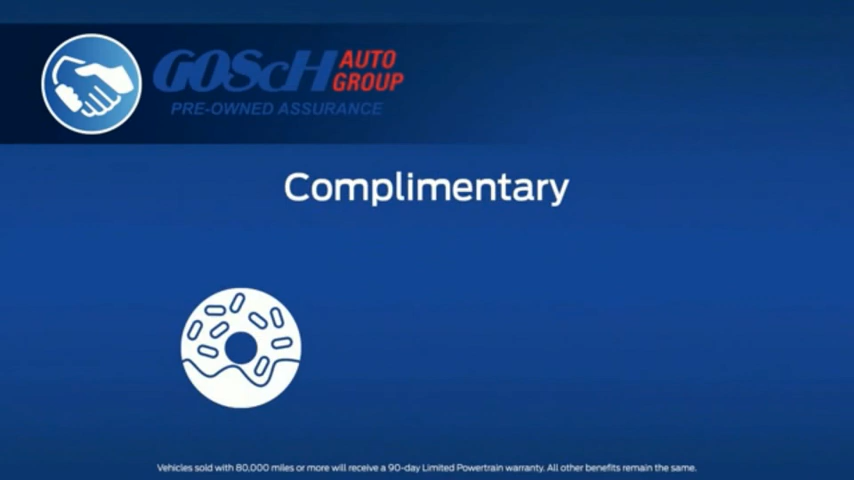 GOSCH AUTO GROUP
PRE-OWNED ASSURANCE
Complimentary
Vehicles sold with 80,000 miles or more will receive a 90-day Limited Powertrain warranty. All other benefits remain the same.